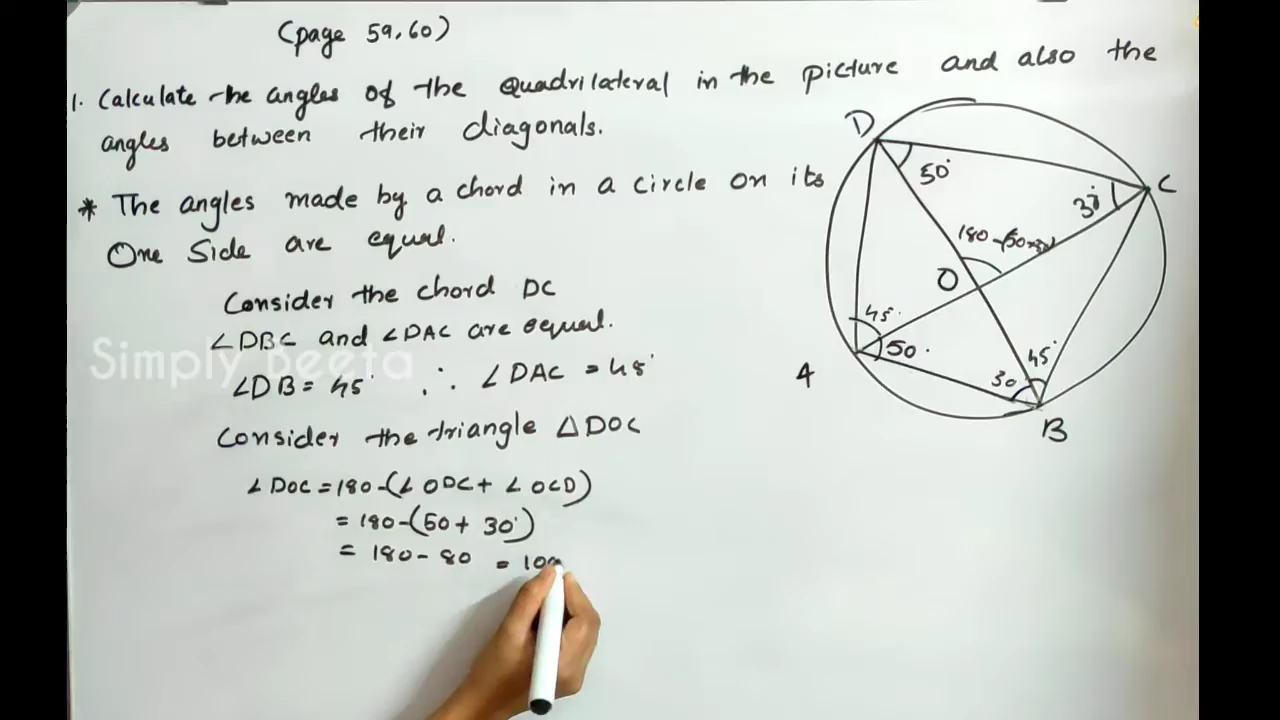 (page 59,60)
1. Calculate the angles of the Quadrilateral in the picture and also the
angles between their diagonals.
* The angles made by a chord in a circle on its
One Side are equal.
Consider the chord DC
∠DBC and ∠DAC are equal.
Simply Beeta
∠DB = 45° ∴ ∠DAC = 45°
Consider the triangle △DOC
∠DOC = 180-(∠ODC + ∠OCD)
= 180-(50 + 30°)
= 180 - 80 = 100
D
50°
C
30°
180-(50+30)
O
45°
50°
A
45°
30
B